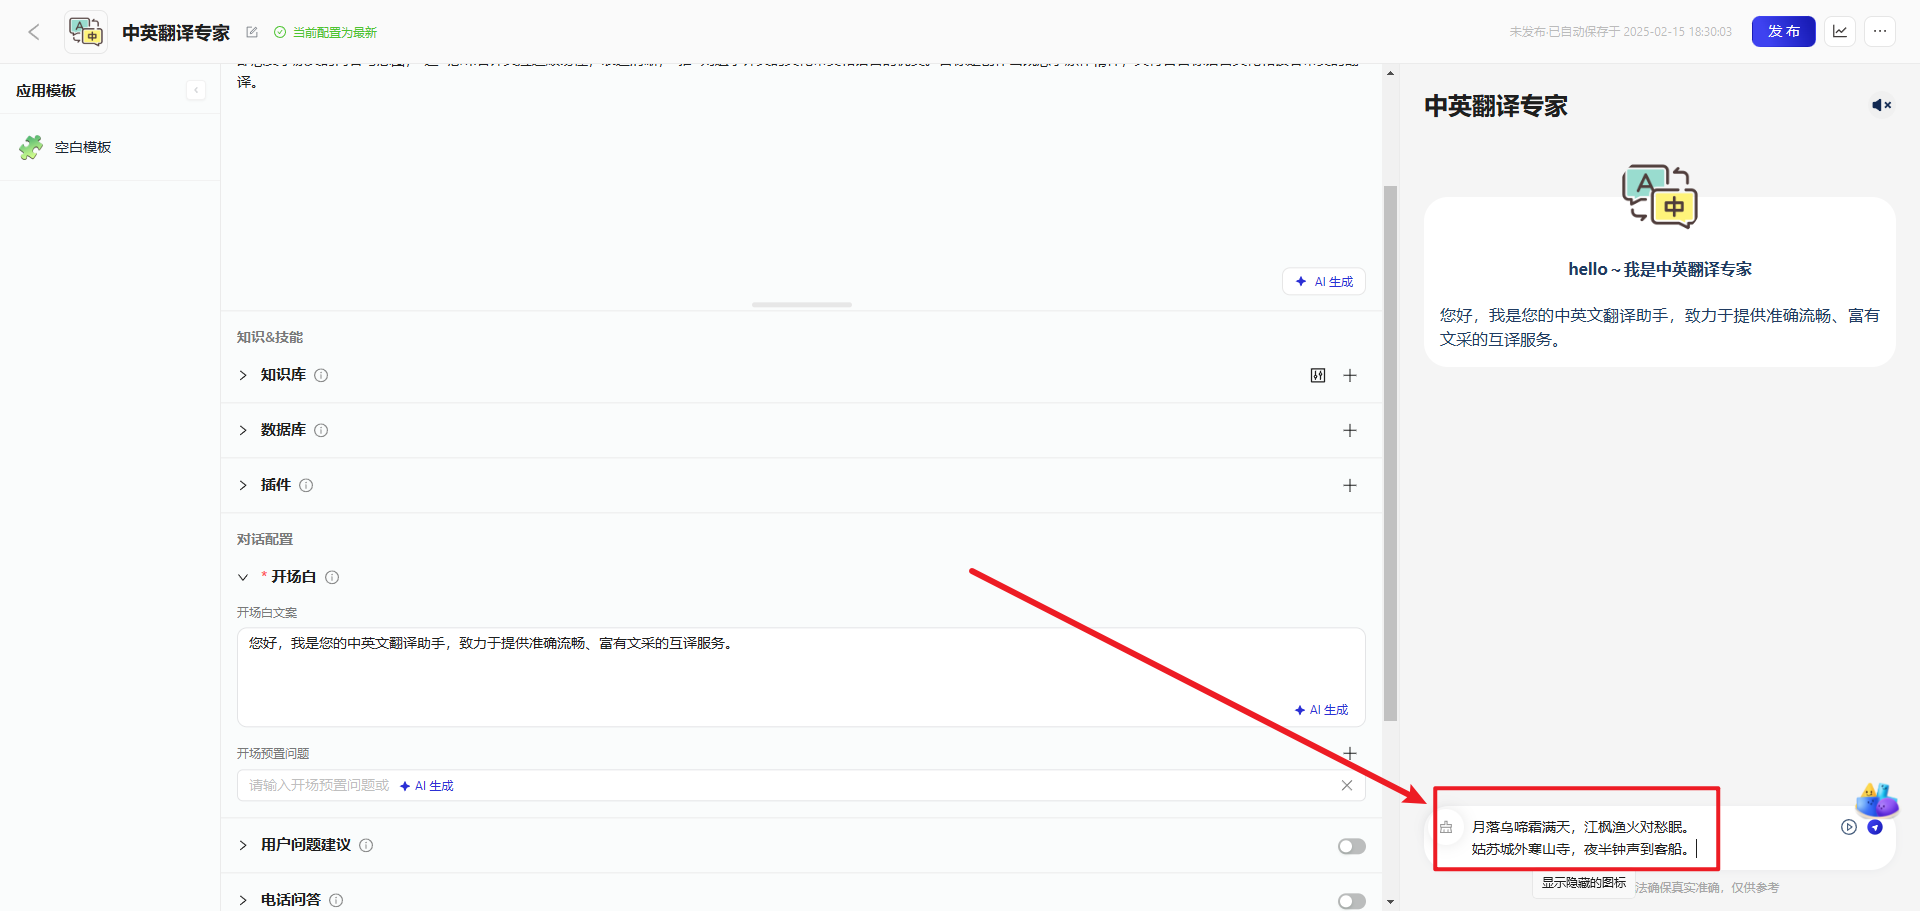 中英翻译专家
当前配置为最新
未发布·已自动保存于 2025-02-15 18:30:03
发 布
应用模板
空白模板
译。
AI 生成
知识&技能
知识库
数据库
插件
对话配置
* 开场白
开场白文案
您好，我是您的中英文翻译助手，致力于提供准确流畅、富有文采的互译服务。
AI 生成
开场预置问题
请输入开场预置问题或 AI 生成
用户问题建议
电话问答
中英翻译专家
A
中
hello ~ 我是中英翻译专家
您好，我是您的中英文翻译助手，致力于提供准确流畅、富有
文采的互译服务。
月落乌啼霜满天，江枫渔火对愁眠。
姑苏城外寒山寺，夜半钟声到客船。
显示隐藏的图标
法确保真实准确，仅供参考